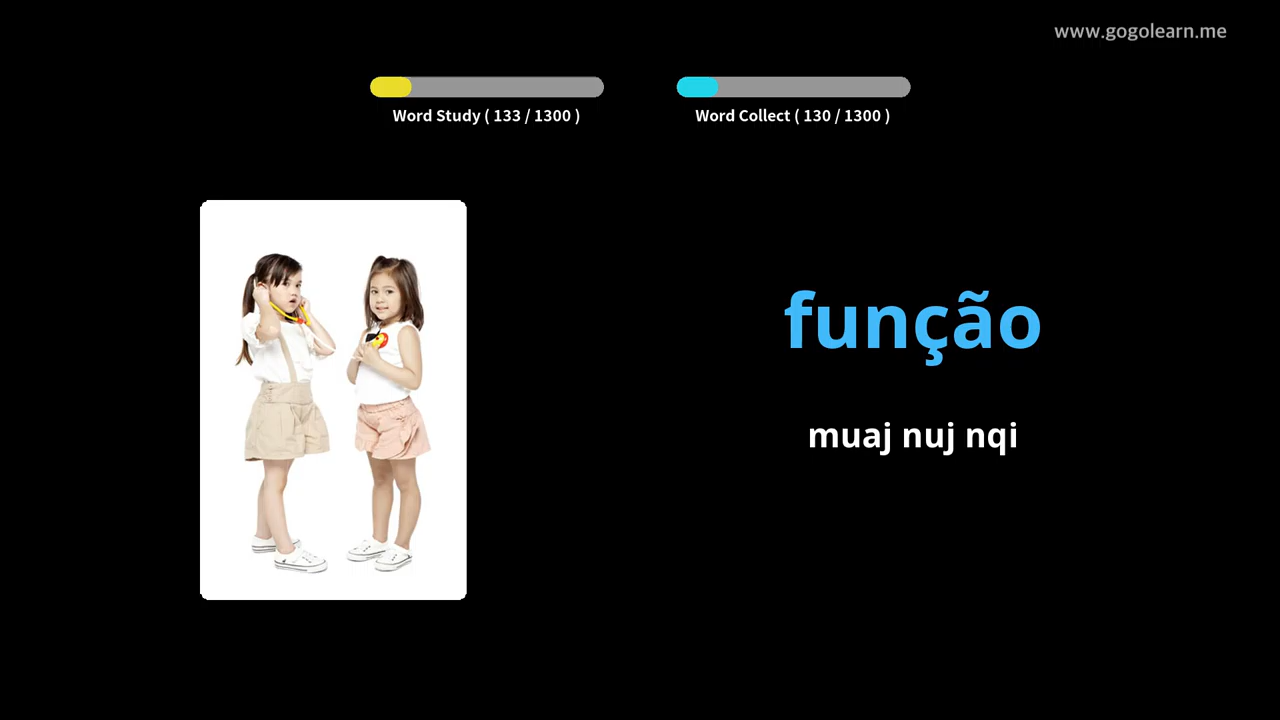 www.gogolearn.me
Word Study ( 133 / 1300 )
Word Collect ( 130 / 1300 )
função
muaj nuj nqi